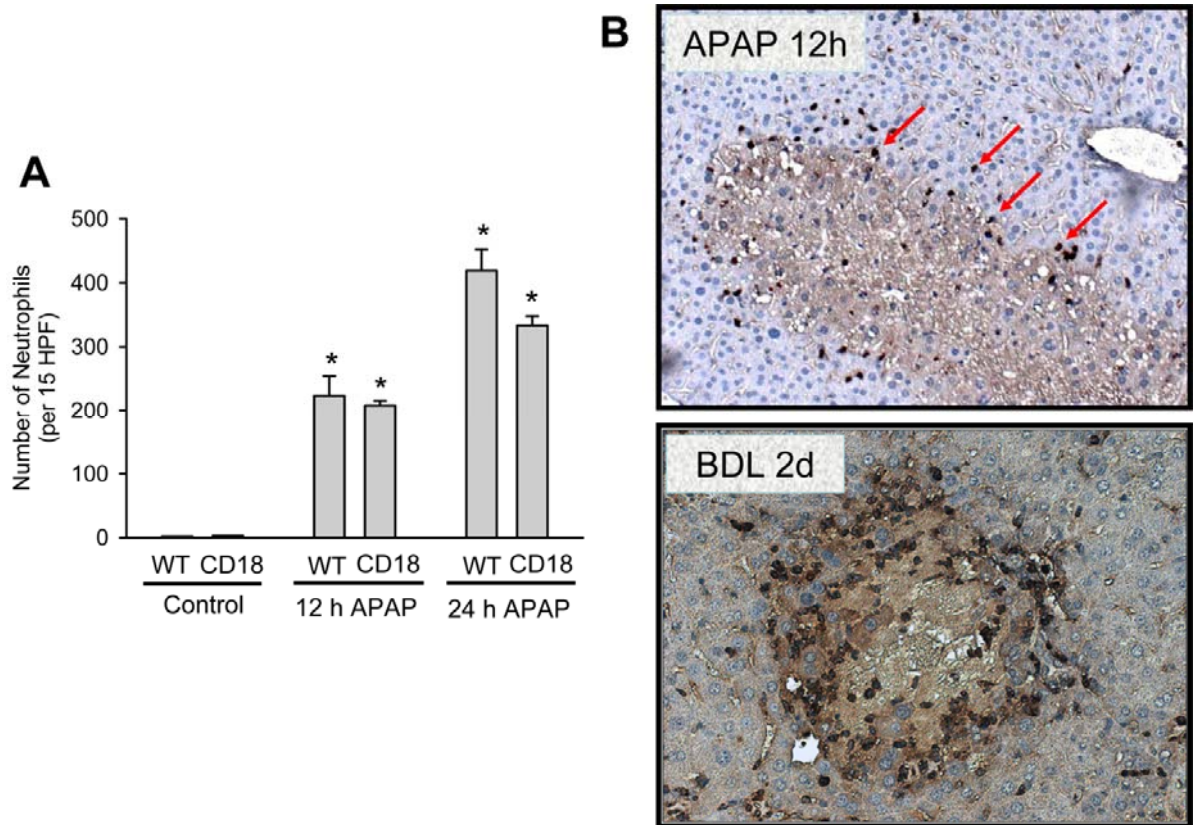 A
Number of Neutrophils
(per 15 HPF)
500
400
300
200
100
0
*
*
*
*
WT CD18 WT CD18 WT CD18
Control 12 h APAP 24 h APAP
B
APAP 12h
BDL 2d